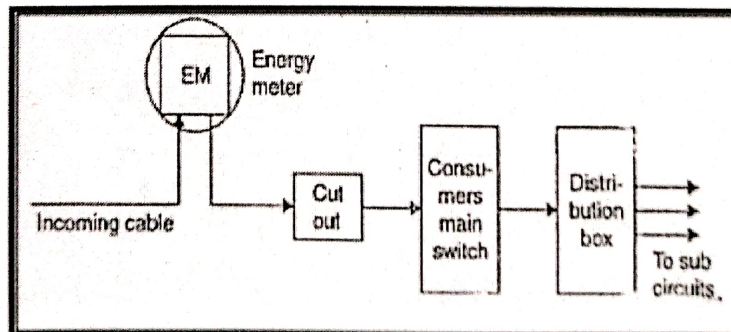 EM
Energy
meter
Incoming cable
Cut
out
Consu-
mers
main
switch
Distri-
bution
box
To sub
circuits.